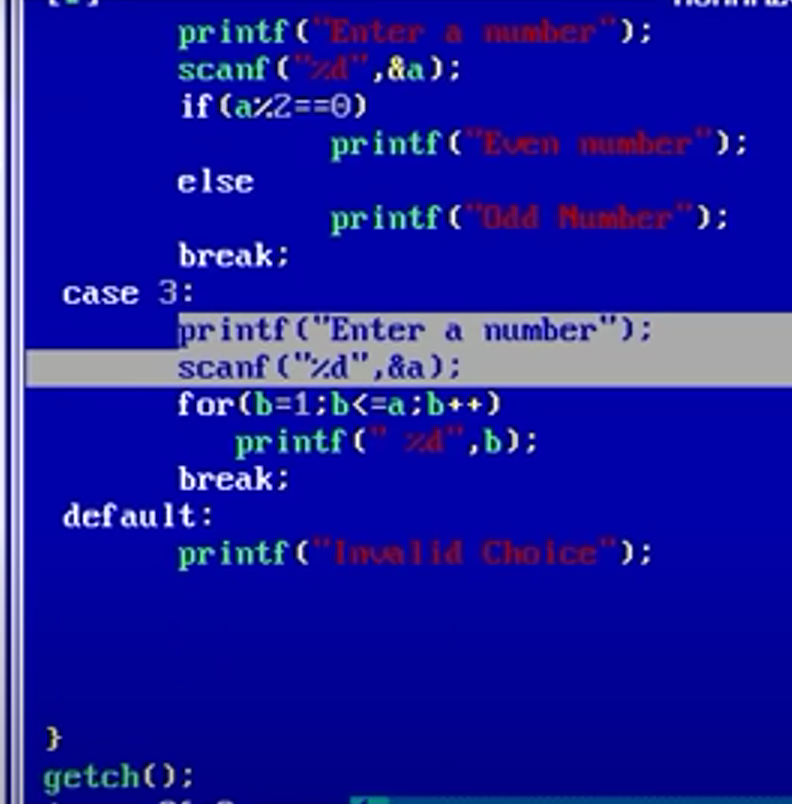 printf("Enter a number");
scanf("%d",&a);
if(a%2==0)
printf("Even number");
else
printf("Odd Number");
break;
case 3:
printf("Enter a number");
scanf("%d",&a);
for(b=1;b<=a;b++)
printf(" %d",b);
break;
default:
printf("Invalid Choice");
}
getch();